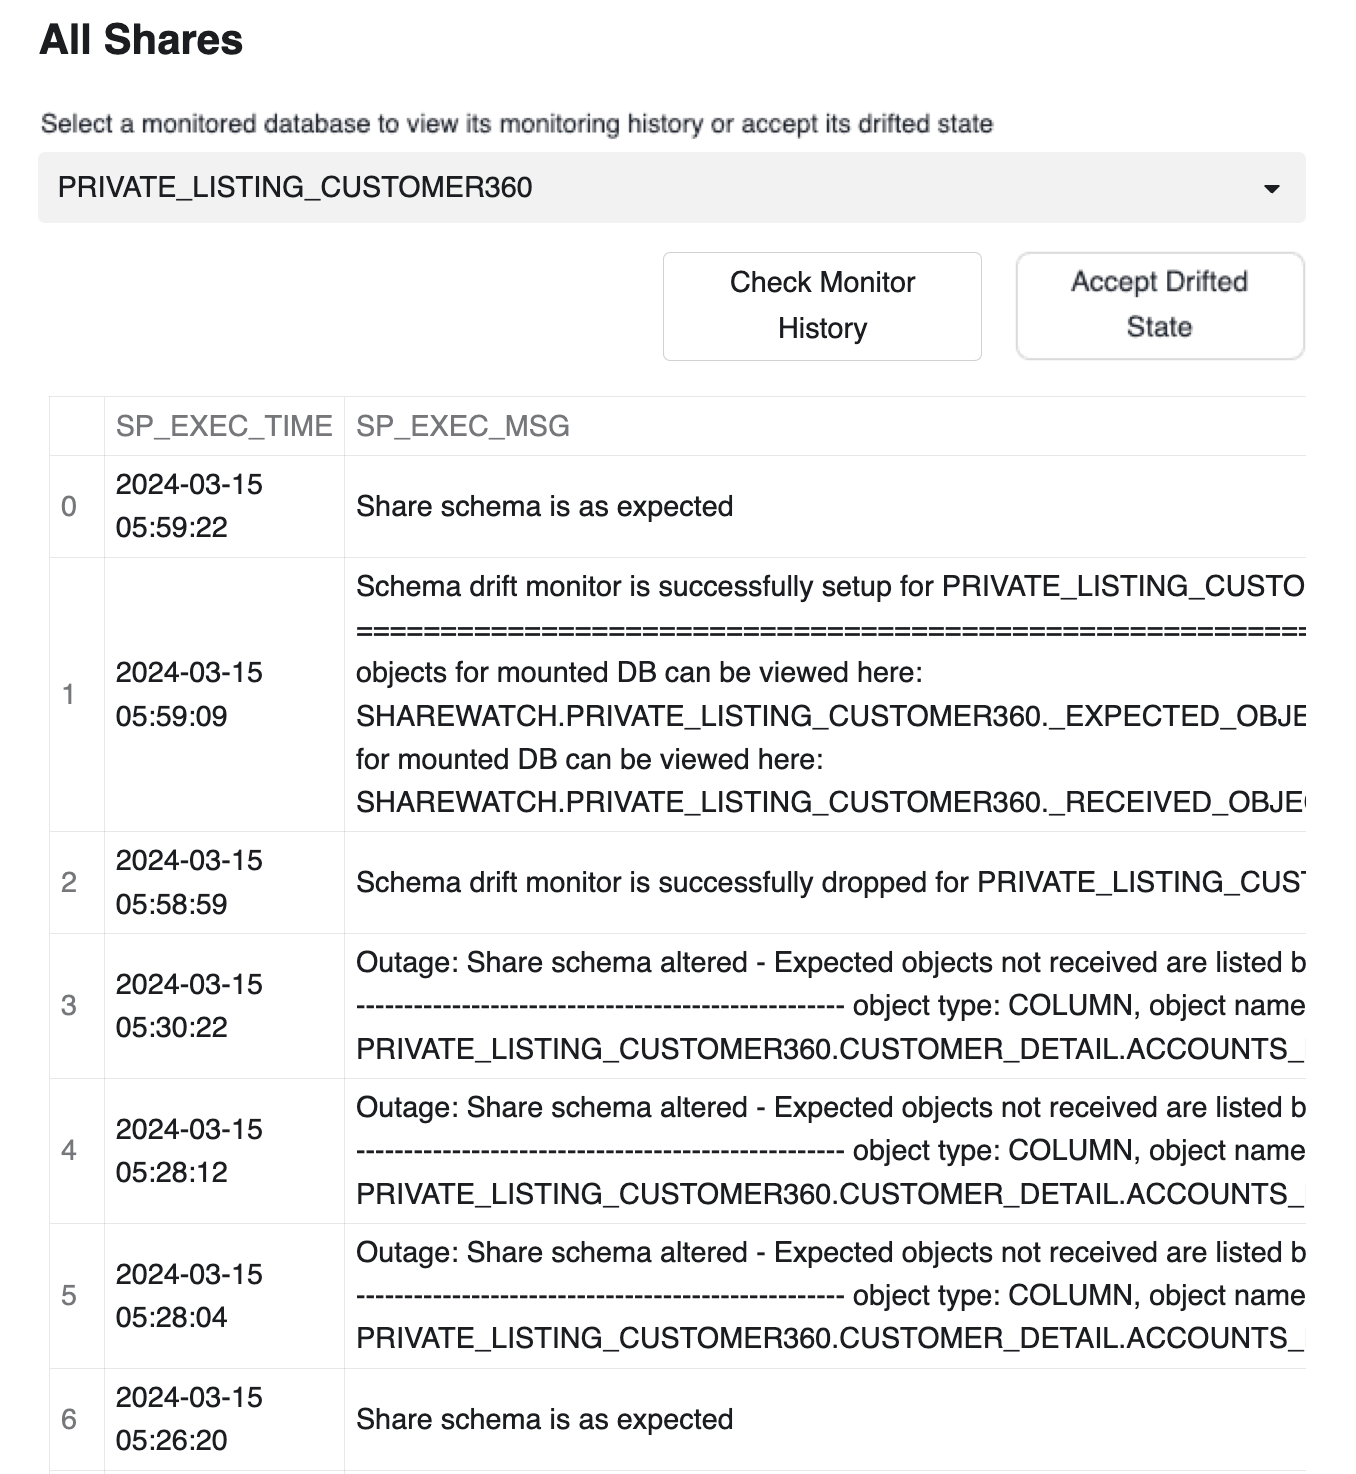 All Shares
Select a monitored database to view its monitoring history or accept its drifted state
PRIVATE_LISTING_CUSTOMER360
Check Monitor
History
Accept Drifted
State
SP_EXEC_TIME SP_EXEC_MSG
0
2024-03-15
05:59:22
Share schema is as expected
1
2024-03-15
05:59:09
Schema drift monitor is successfully setup for PRIVATE_LISTING_CUSTO
=========================================================
objects for mounted DB can be viewed here:
SHAREWATCH.PRIVATE_LISTING_CUSTOMER360._EXPECTED_OBJE
for mounted DB can be viewed here:
SHAREWATCH.PRIVATE_LISTING_CUSTOMER360._RECEIVED_OBJE
2
2024-03-15
05:58:59
Schema drift monitor is successfully dropped for PRIVATE_LISTING_CUST
3
2024-03-15
05:30:22
Outage: Share schema altered - Expected objects not received are listed b
--------------------------------------------------- object type: COLUMN, object name
PRIVATE_LISTING_CUSTOMER360.CUSTOMER_DETAIL.ACCOUNTS_
4
2024-03-15
05:28:12
Outage: Share schema altered - Expected objects not received are listed b
--------------------------------------------------- object type: COLUMN, object name
PRIVATE_LISTING_CUSTOMER360.CUSTOMER_DETAIL.ACCOUNTS_
5
2024-03-15
05:28:04
Outage: Share schema altered - Expected objects not received are listed b
--------------------------------------------------- object type: COLUMN, object name
PRIVATE_LISTING_CUSTOMER360.CUSTOMER_DETAIL.ACCOUNTS_
6
2024-03-15
05:26:20
Share schema is as expected